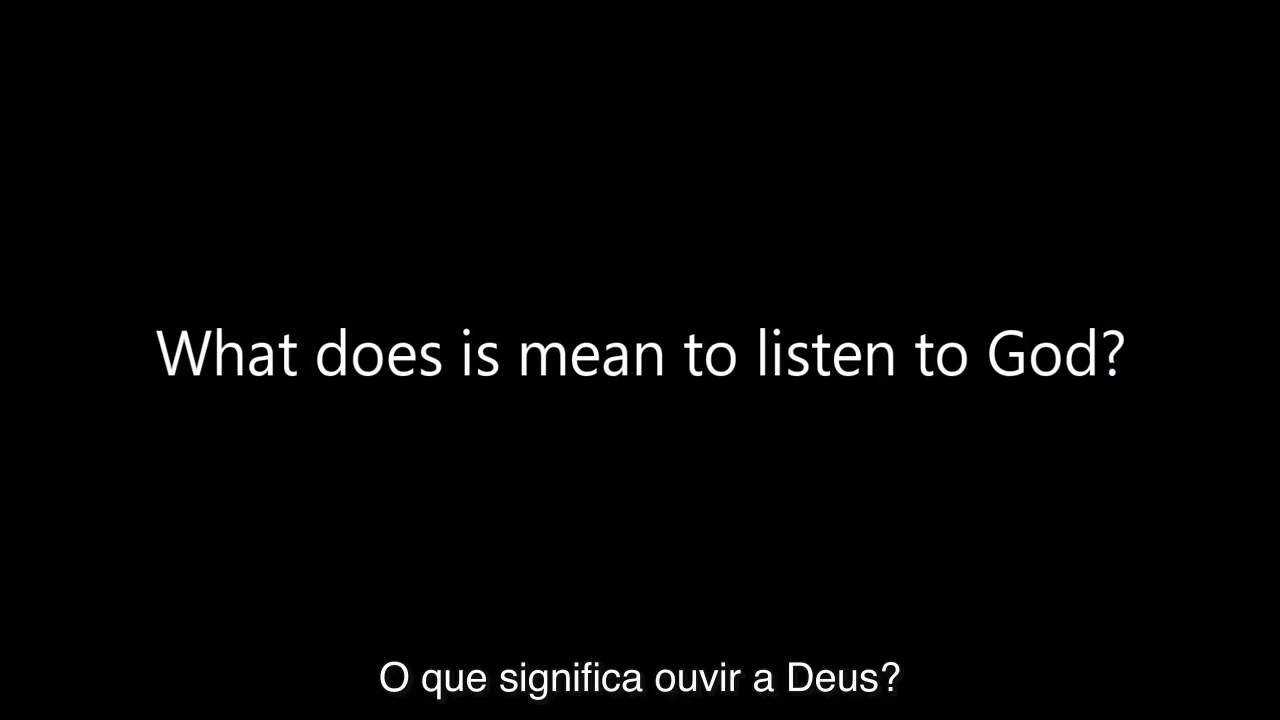 What does is mean to listen to God?
O que significa ouvir a Deus?